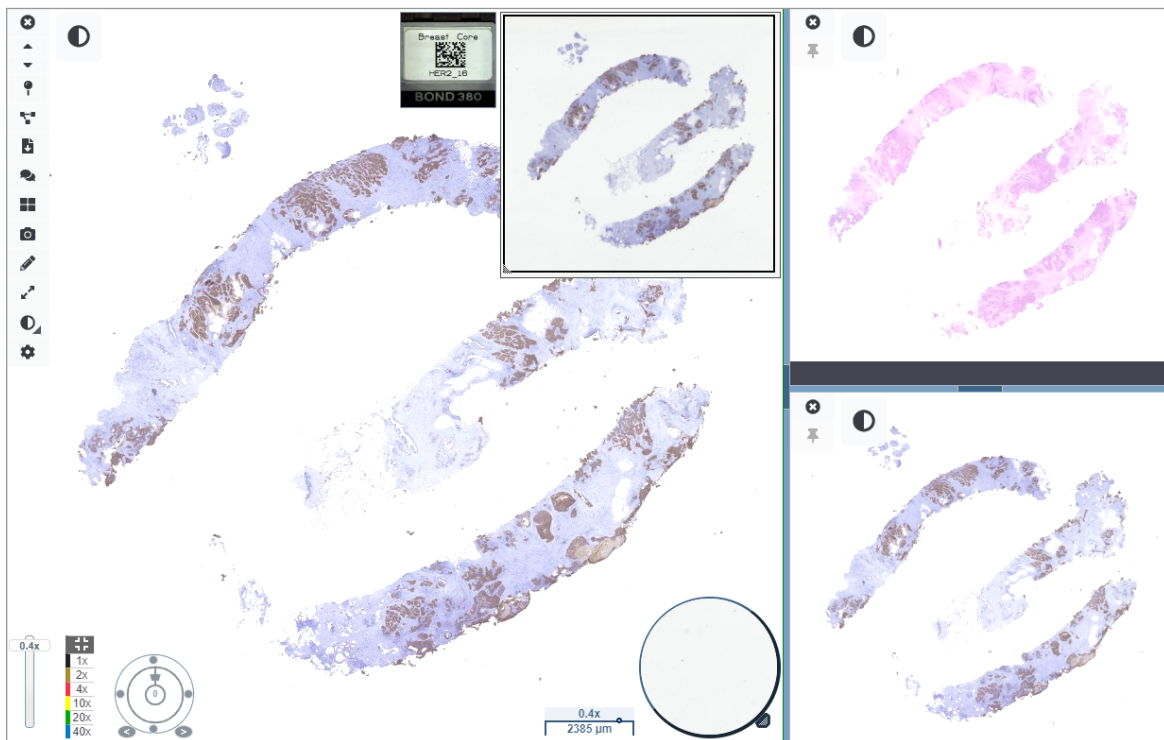 Breast Core
HER2_16
BOND 380
0.4x
1x
2x
4x
10x
20x
40x
0
0.4x
2385 µm